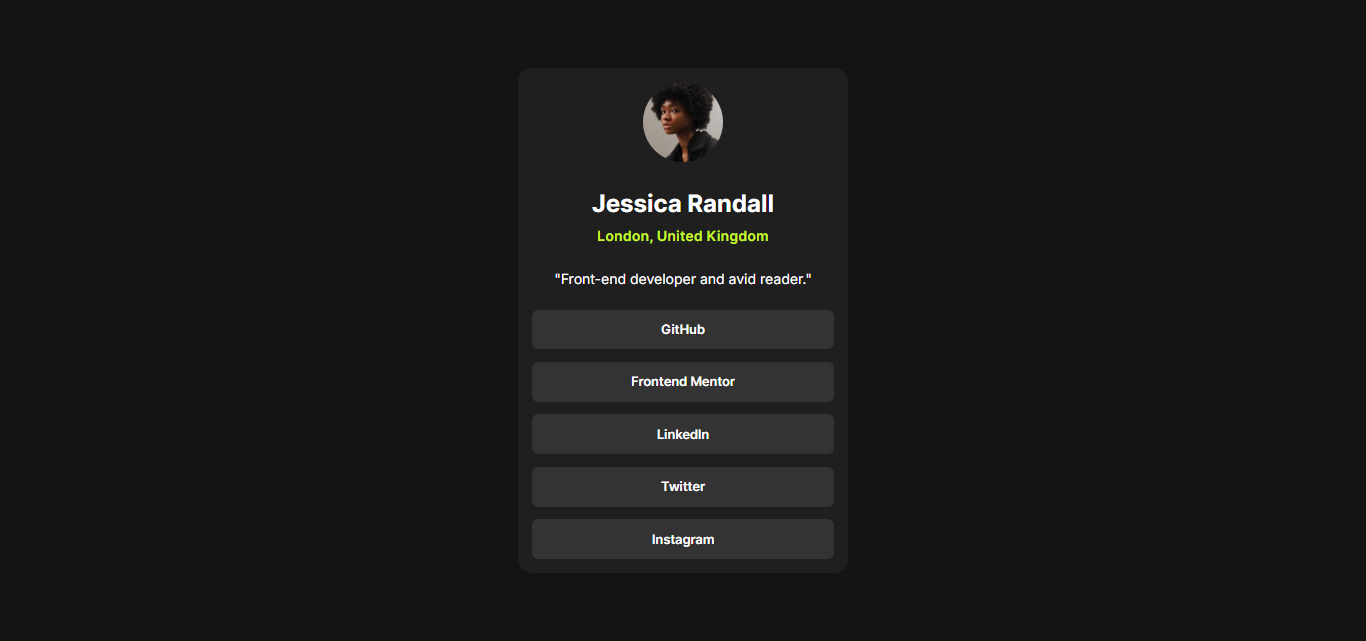 Jessica Randall
London, United Kingdom
"Front-end developer and avid reader."
GitHub
Frontend Mentor
LinkedIn
Twitter
Instagram